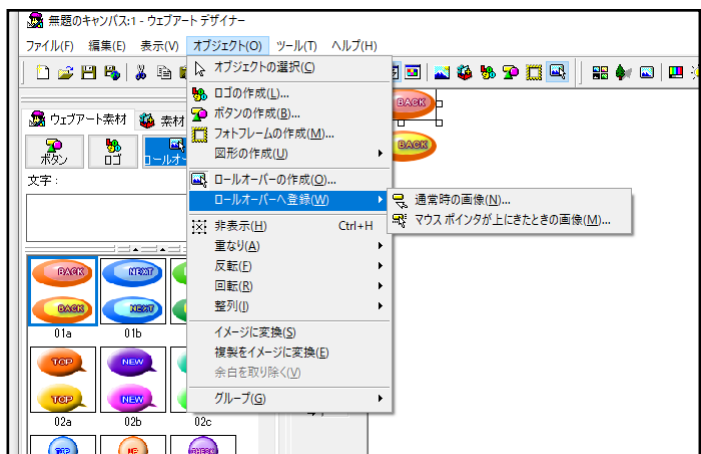 無題のキャンバス:1 - ウェブアート デザイナー
ファイル(F) 編集(E) 表示(V) オブジェクト(O) ツール(T) ヘルプ(H)
オブジェクトの選択(C)
ロゴの作成(L)...
ボタンの作成(B)...
フォトフレームの作成(M)...
図形の作成(U)
ロールオーバーの作成(O)...
ロールオーバーへ登録(W)
通常時の画像(N)...
マウス ポインタが上にきたときの画像(M)...
非表示(H) Ctrl+H
重なり(A)
反転(F)
回転(R)
整列(I)
イメージに変換(S)
複製をイメージに変換(E)
余白を取り除く(V)
グループ(G)
ウェブアート素材 素材
ボタン ロゴ ロールオー
文字 :
BACK NEXT
BACK NEXT
01a 01b
TOP NEW
TOP NEW
02a 02b 02c
TOP UP CHECK
BACK
BACK